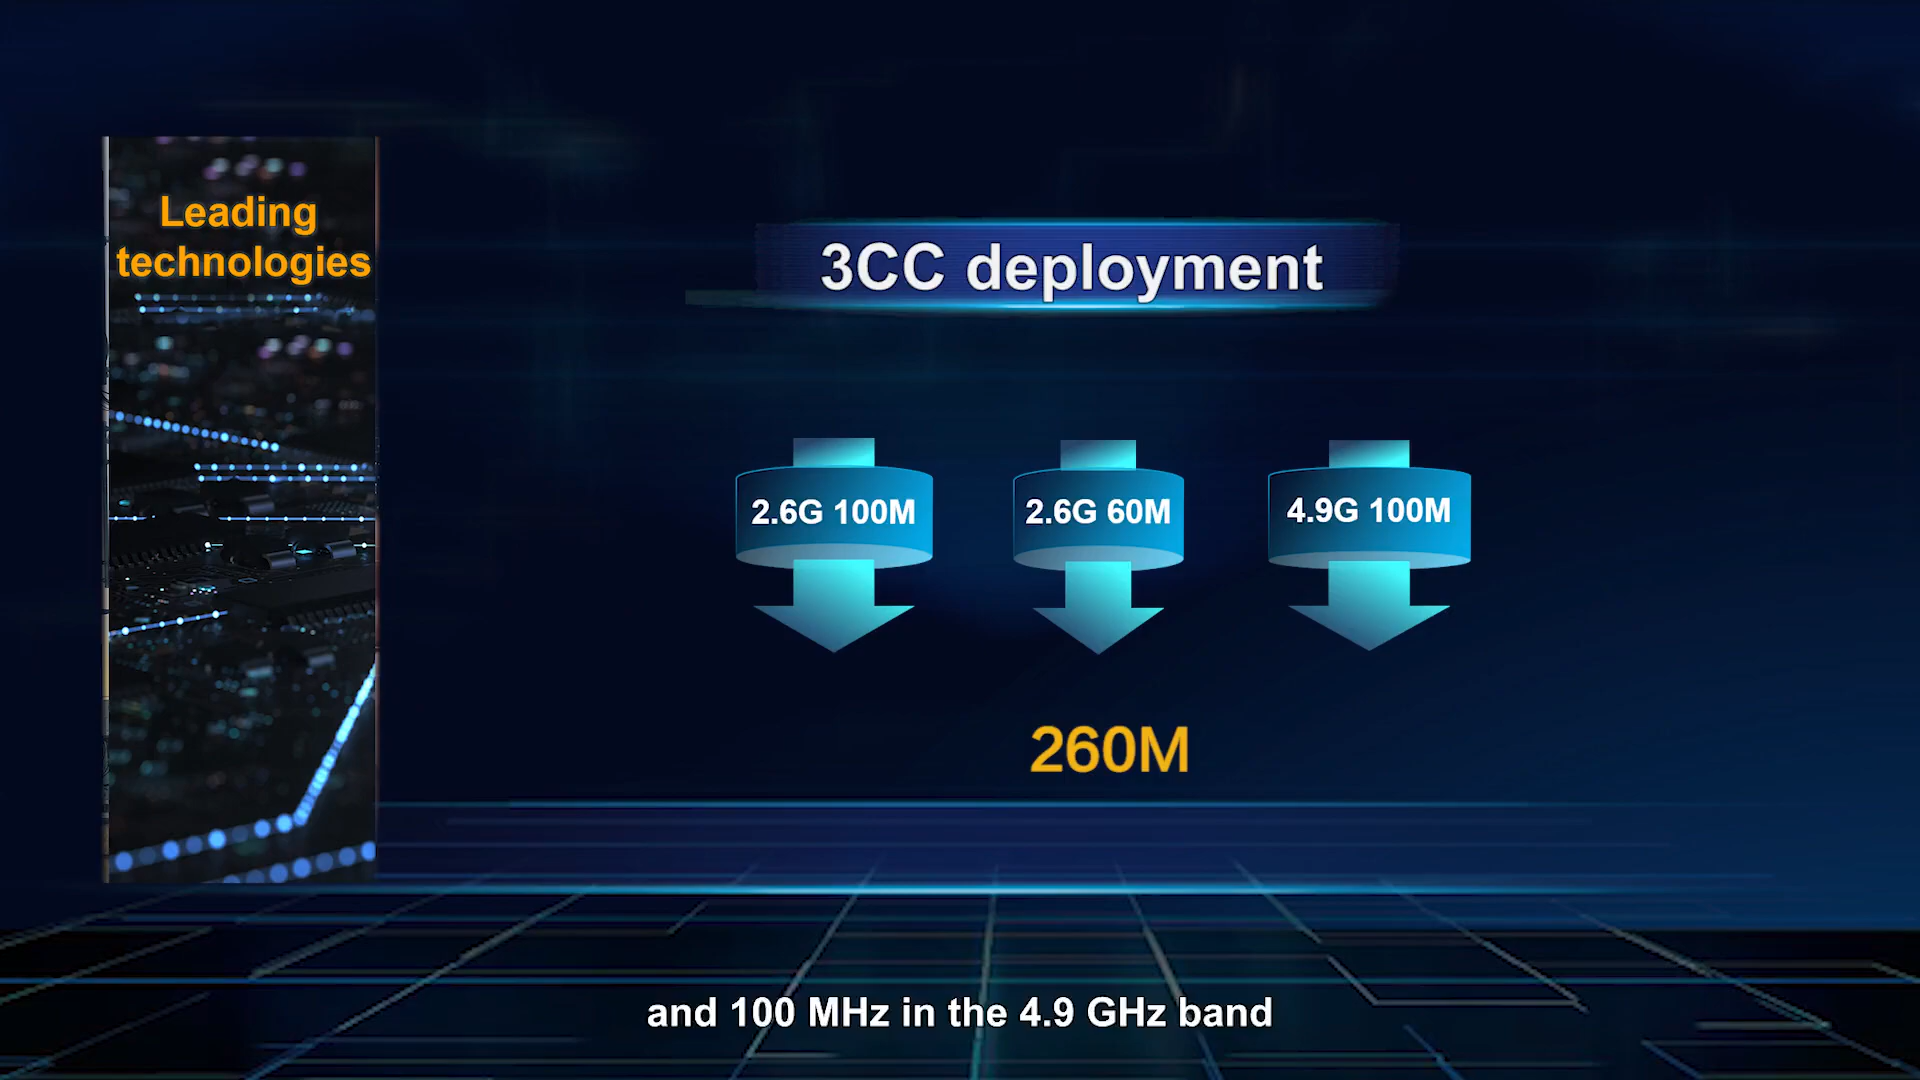 Leading
technologies
3CC deployment
2.6G 100M
2.6G 60M
4.9G 100M
260M
and 100 MHz in the 4.9 GHz band